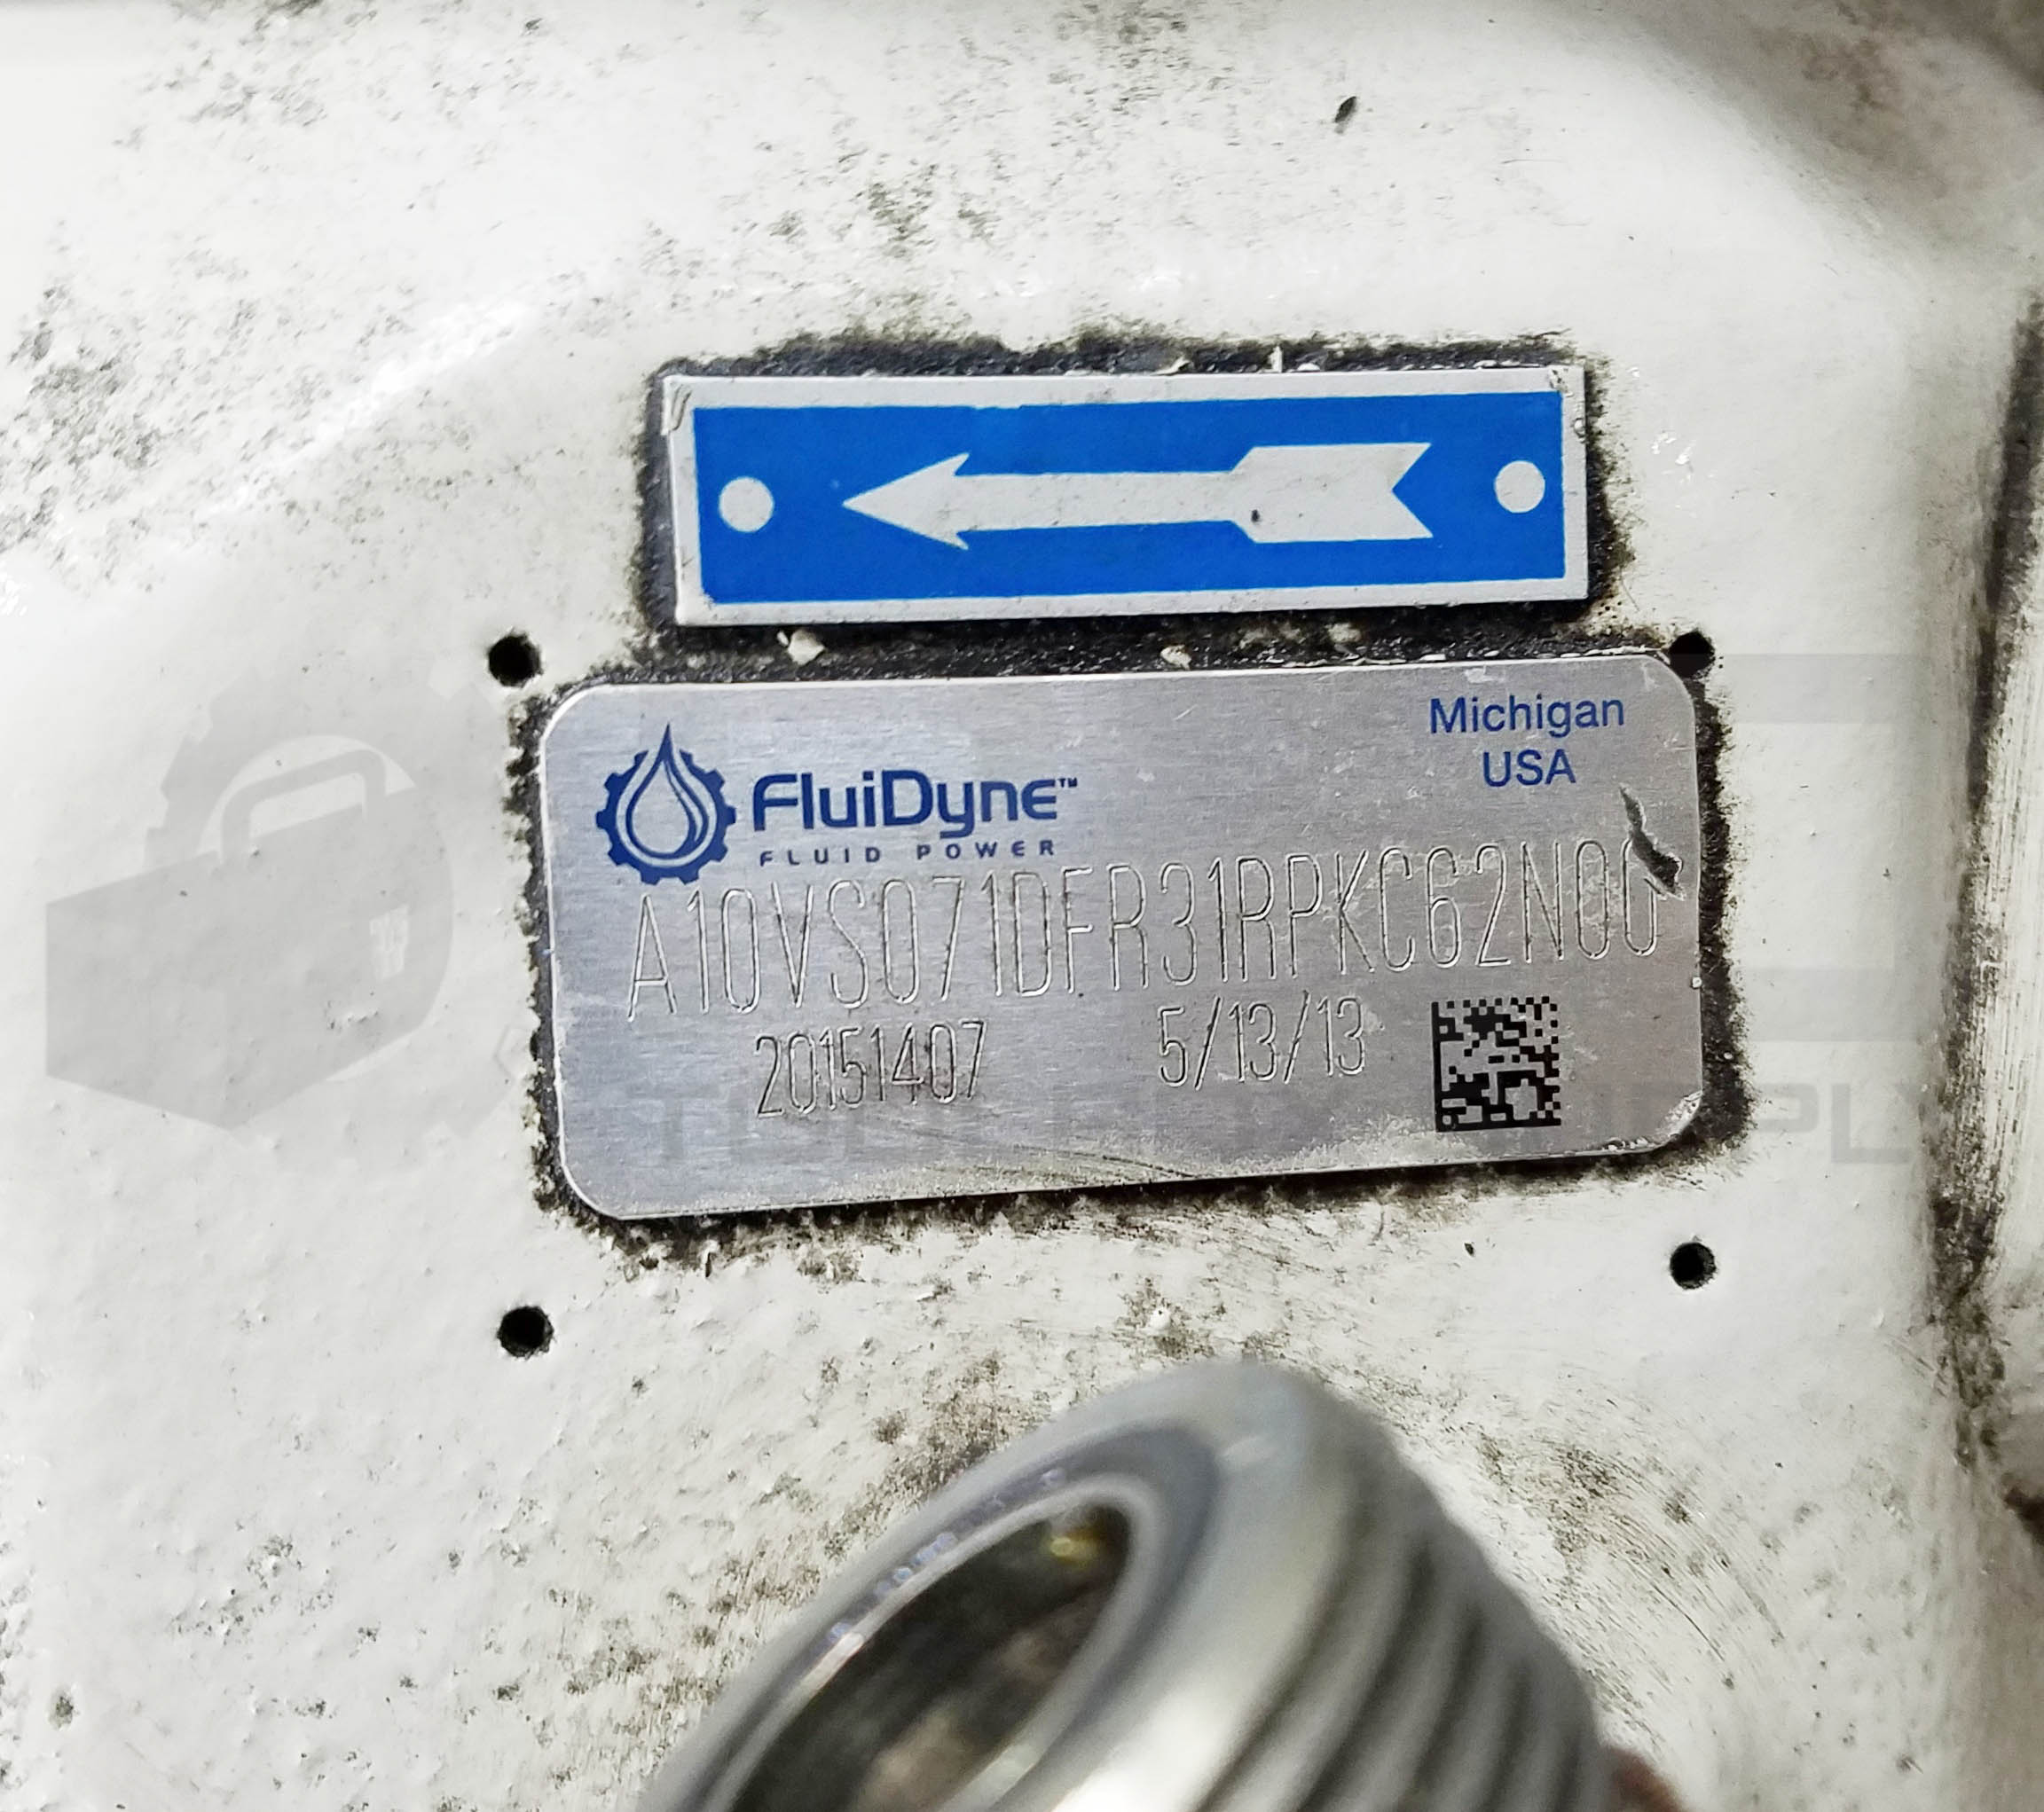 Michigan
USA
FluiDyne™
FLUID POWER
A10VSO71DFR31RPKC62N00
20151407 5/13/13